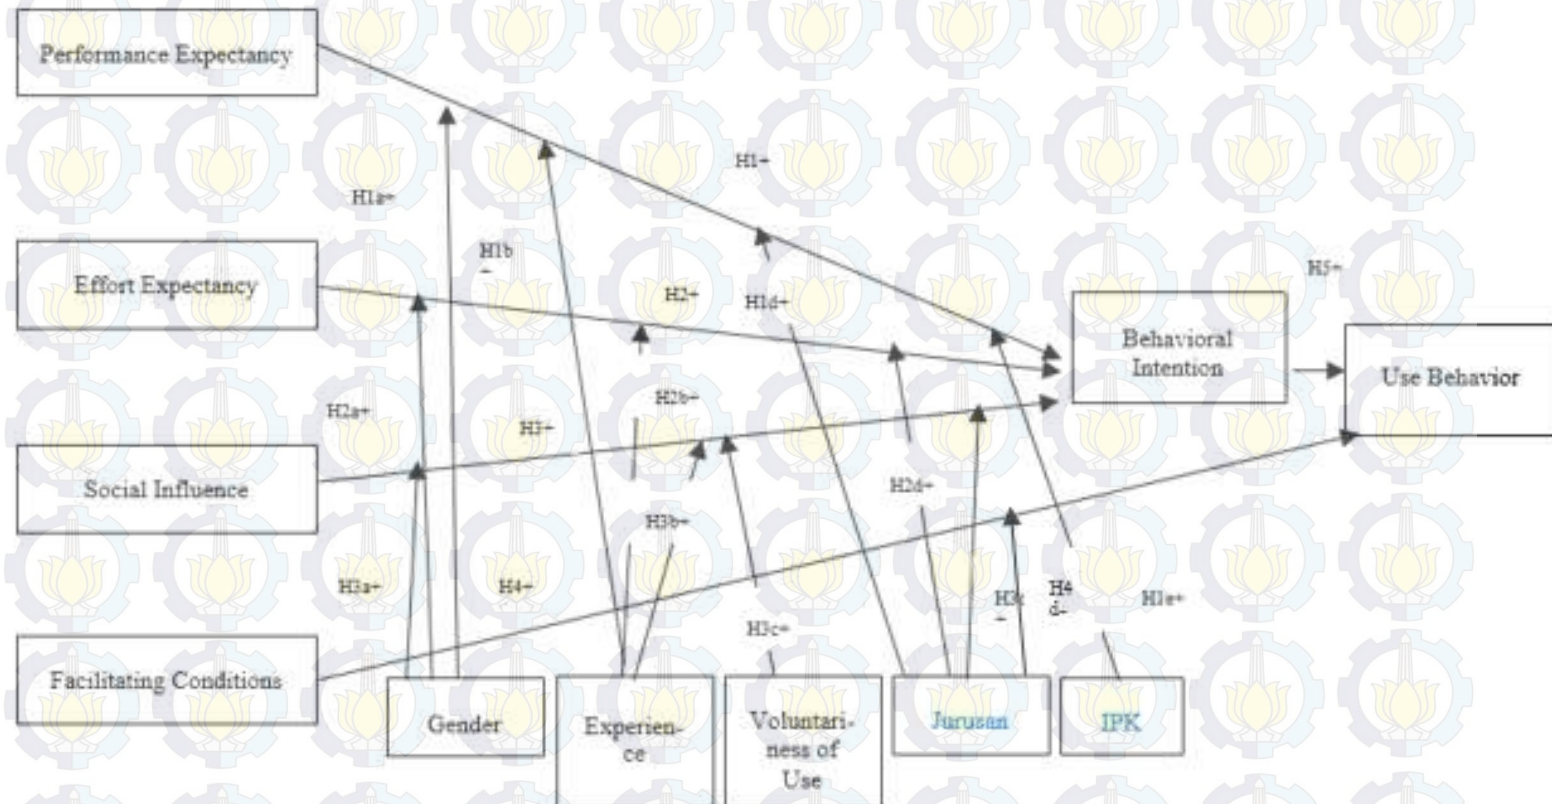 Performance Expectancy
H1+
H1a+
H1b
+
Effort Expectancy
H2+
H1d+
H5+
Behavioral
Intention
Use Behavior
H2a+
H2b+
H3+
Social Influence
H2d+
H3b+
H3a+
H4+
H3
+
H4
d-
H1e+
H3c+
Facilitating Conditions
Gender
Experien-
ce
Voluntari-
ness of
Use
Jurusan
IPK